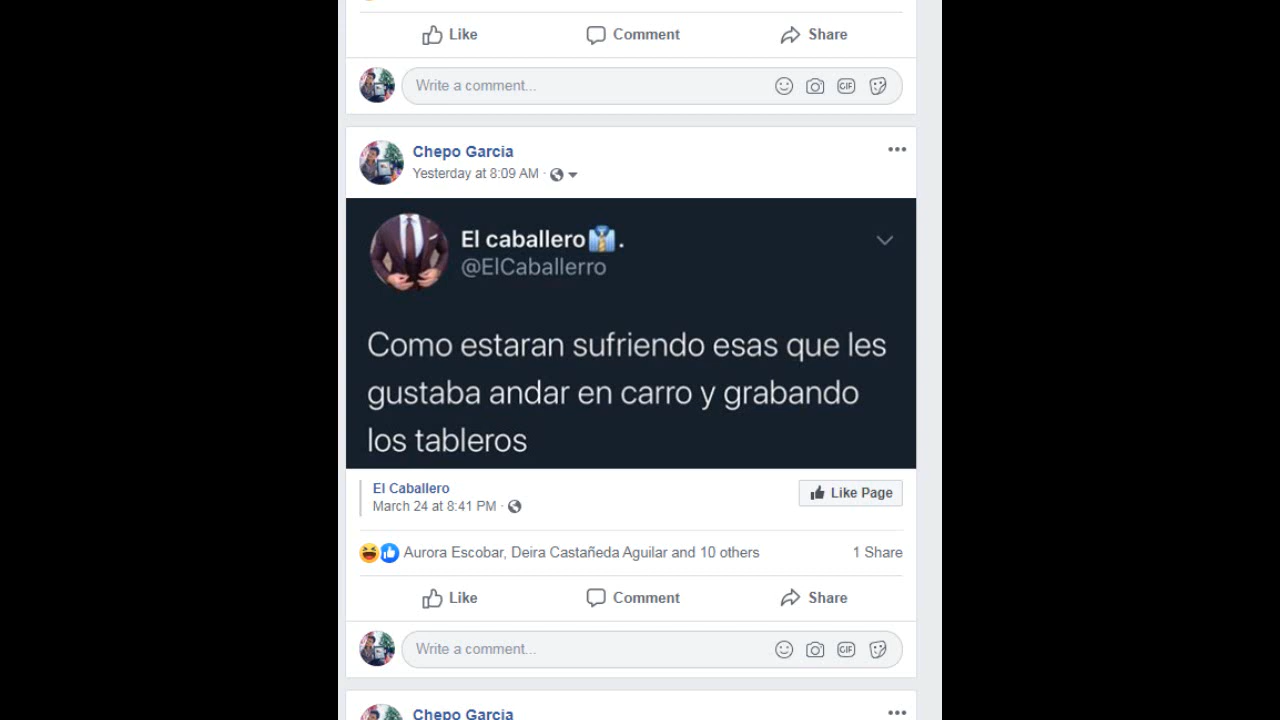 Like Comment Share
Write a comment... GIF
Chepo Garcia
Yesterday at 8:09 AM ·
El caballero.
@ElCaballerro
Como estaran sufriendo esas que les
gustaba andar en carro y grabando
los tableros
El Caballero
March 24 at 8:41 PM ·
Like Page
Aurora Escobar, Deira Castañeda Aguilar and 10 others 1 Share
Like Comment Share
Write a comment... GIF
Chepo Garcia